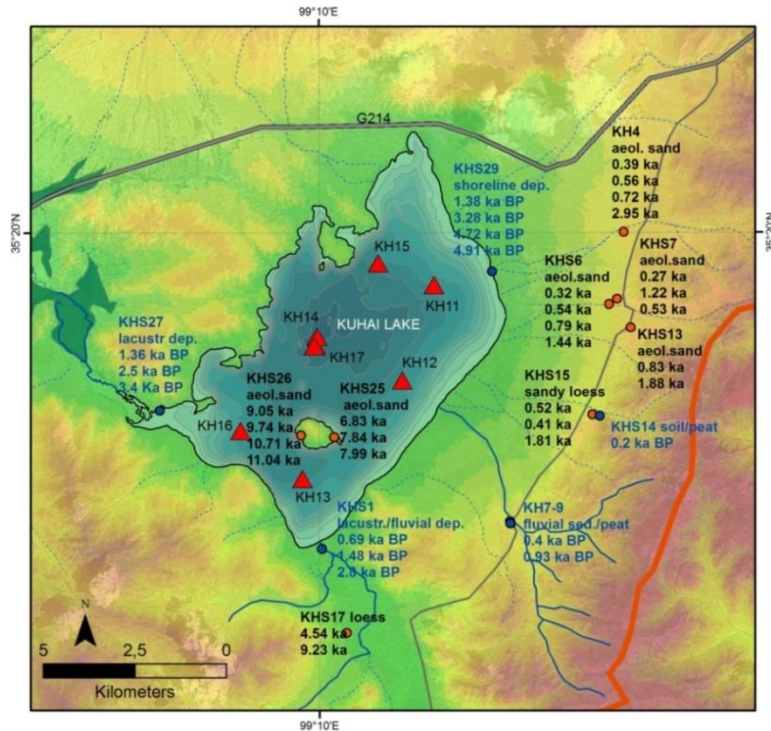 99°10'E
G214
KH4
aeol. sand
0.39 ka
0.56 ka
0.72 ka
2.95 ka
KHS29
shoreline dep.
1.38 ka BP
3.28 ka BP
4.72 ka BP
4.91 ka BP
35°20'N
35°20'N
KHS7
aeol.sand
0.27 ka
1.22 ka
0.53 ka
KHS6
aeol.sand
0.32 ka
0.54 ka
0.79 ka
1.44 ka
KH15
KH11
KH14
KUHAI LAKE
KH17
KHS27
lacustr dep.
1.36 ka BP
2.5 ka BP
3.4 Ka BP
KHS13
aeol.sand
0.83 ka
1.88 ka
KH12
KHS26
aeol.sand
9.05 ka
9.74 ka
10.71 ka
11.04 ka
KHS25
aeol.sand
6.83 ka
7.84 ka
7.99 ka
KHS15
sandy loess
0.52 ka
0.41 ka
1.81 ka
KH16
KHS14 soil/peat
0.2 ka BP
KH13
KHS1
lacustr./fluvial dep.
0.69 ka BP
1.48 ka BP
2.8 ka BP
KH7-9
fluvial sed./peat
0.4 ka BP
0.93 ka BP
KHS17 loess
4.54 ka
9.23 ka
N
5 2,5 0
Kilometers
99°10'E